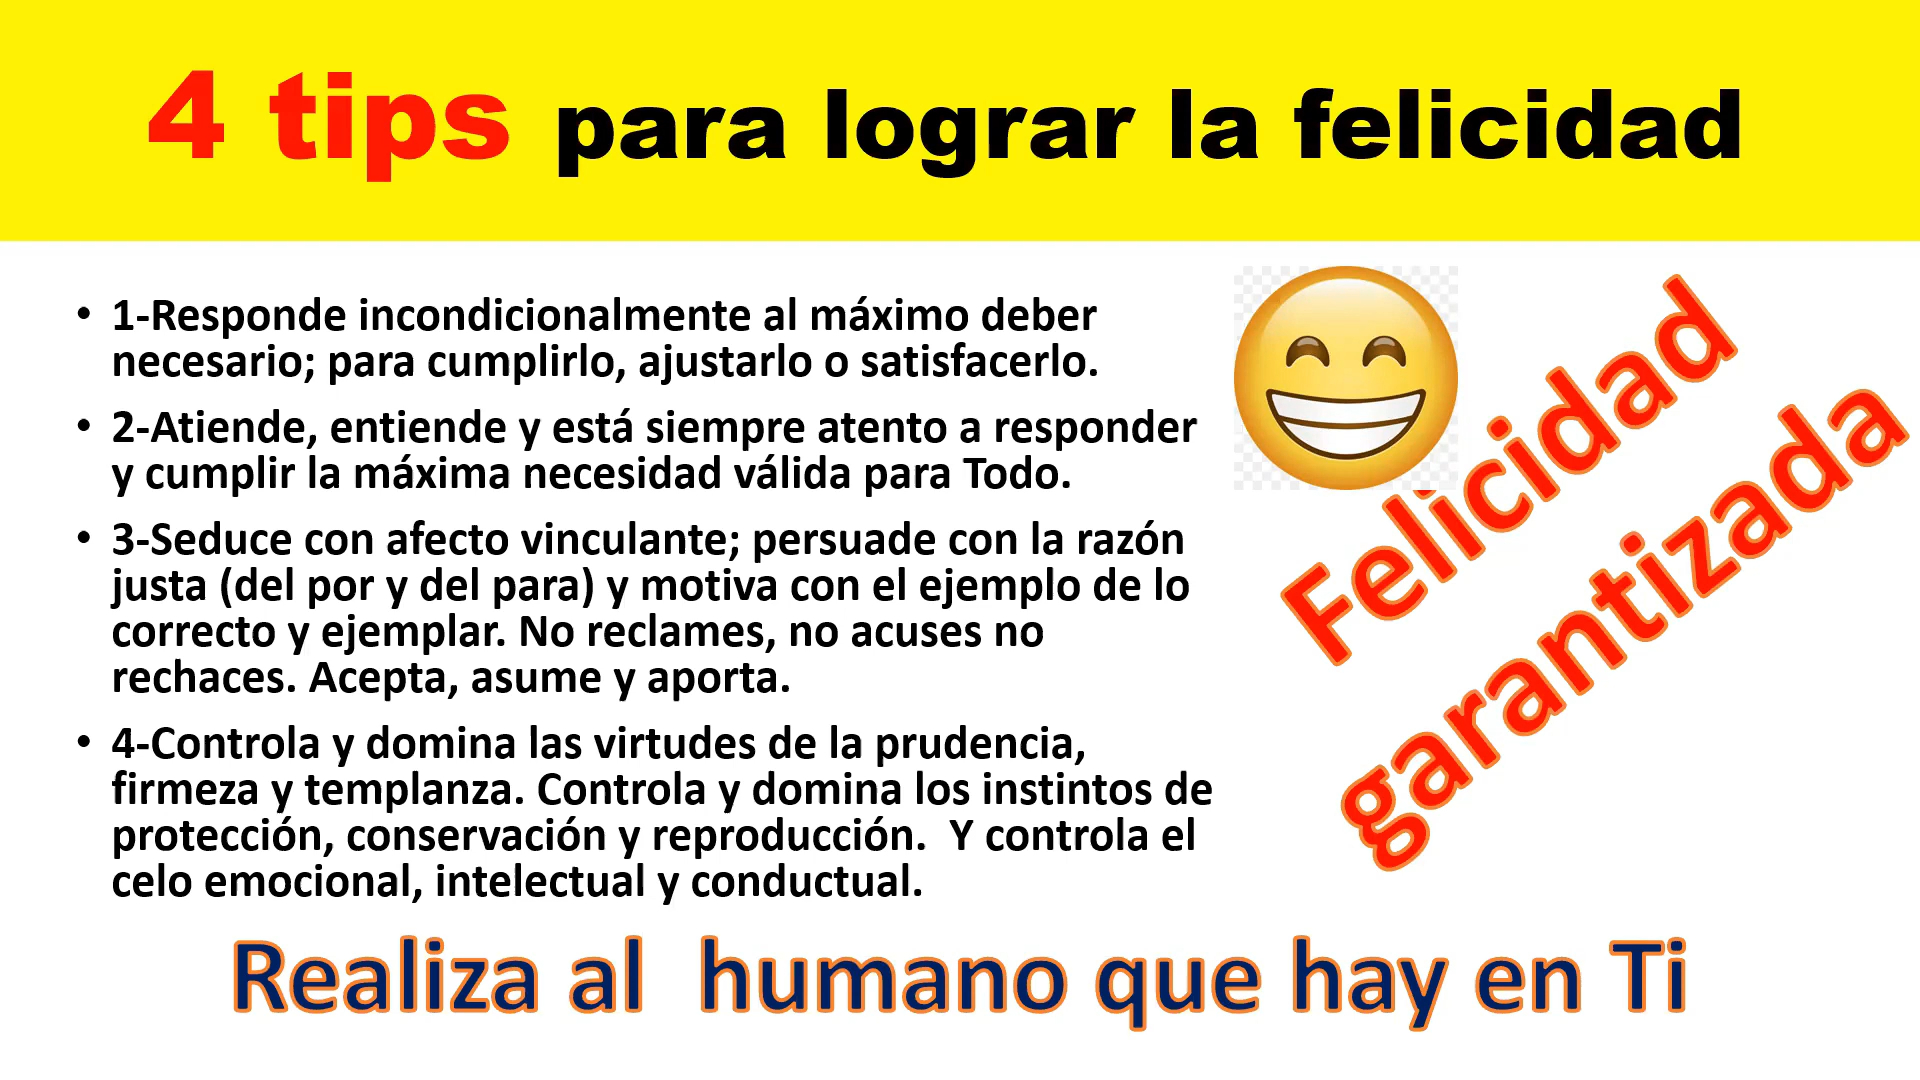 4 tips para lograr la felicidad
• 1-Responde incondicionalmente al máximo deber
necesario; para cumplirlo, ajustarlo o satisfacerlo.
• 2-Atiende, entiende y está siempre atento a responder
y cumplir la máxima necesidad válida para Todo.
• 3-Seduce con afecto vinculante; persuade con la razón
justa (del por y del para) y motiva con el ejemplo de lo
correcto y ejemplar. No reclames, no acuses no
rechaces. Acepta, asume y aporta.
• 4-Controla y domina las virtudes de la prudencia,
firmeza y templanza. Controla y domina los instintos de
protección, conservación y reproducción.  Y controla el
celo emocional, intelectual y conductual.
Felicidad
garantizada
Realiza al  humano que hay en Ti